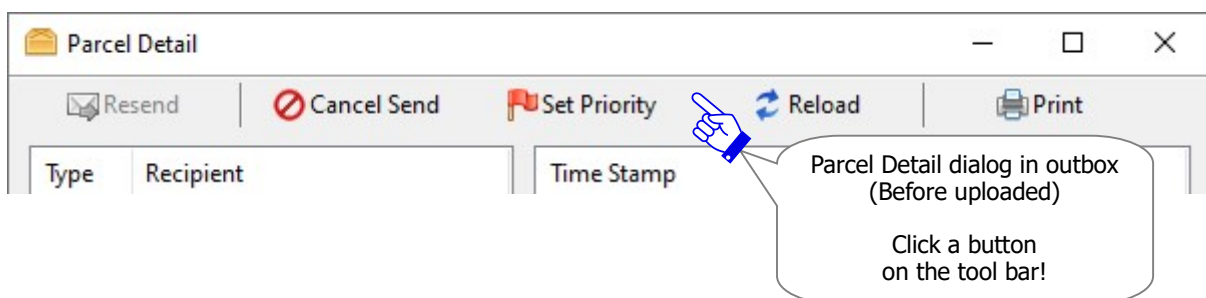 Parcel Detail
Resend Cancel Send Set Priority Reload Print
Type Recipient Time Stamp
Parcel Detail dialog in outbox
(Before uploaded)
Click a button
on the tool bar!